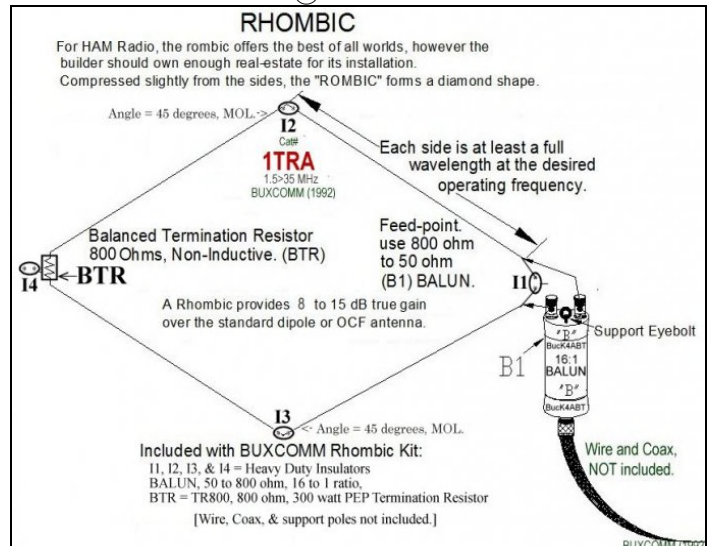 RHOMBIC
For HAM Radio, the rombic offers the best of all worlds, however the
builder should own enough real-estate for its installation.
Compressed slightly from the sides, the "ROMBIC" forms a diamond shape.
Angle = 45 degrees, MOL.->
I2
Cat#
1TRA
1.5>35 MHz
BUXCOMM (1992)
Each side is at least a full
wavelength at the desired
operating frequency.
Balanced Termination Resistor
800 Ohms, Non-Inductive. (BTR)
I4
BTR
Feed-point.
use 800 ohm
to 50 ohm
(B1) BALUN.
I1
A Rhombic provides 8 to 15 dB true gain
over the standard dipole or OCF antenna.
Support Eyebolt
"B"
BucK4ABT
16:1
BALUN
"B"
BucK4ABT
B1
I3
<- Angle = 45 degrees, MOL.
Included with BUXCOMM Rhombic Kit:
I1, I2, I3, & I4 = Heavy Duty Insulators
BALUN, 50 to 800 ohm, 16 to 1 ratio,
BTR = TR800, 800 ohm, 300 watt PEP Termination Resistor
[Wire, Coax, & support poles not included.]
Wire and Coax,
NOT included.
BUXCOMM (1992